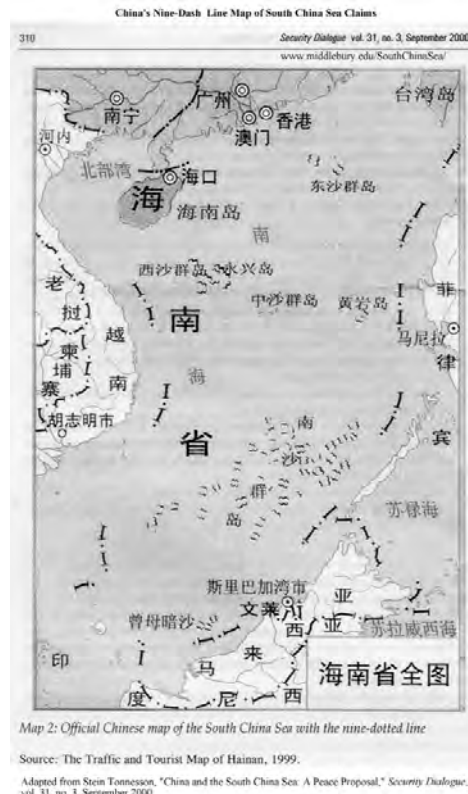 China's Nine-Dash Line Map of South China Sea Claims
310
Security Dialogue vol. 31, no. 3, September 2000
www.middlebury.edu/SouthChinaSea/
台湾岛
广州
南宁
香港
澳门
河内
北部湾
海口
海
海南岛
东沙群岛
南
西沙群岛
永兴岛
中沙群岛
黄岩岛
菲
老
挝
南
马尼拉
越
柬
律
埔
海
南
寨
宾
胡志明市
省
南
沙
群
岛
苏禄海
斯里巴加湾市
文莱
亚
曾母暗沙
西
亚
苏拉威西海
来
印
马
西
度
尼
海南省全图
Map 2: Official Chinese map of the South China Sea with the nine-dotted line
Source: The Traffic and Tourist Map of Hainan, 1999.
Adapted from Stein Tonnesson, "China and the South China Sea: A Peace Proposal," Security Dialogue,
vol. 31, no. 3, September 2000.